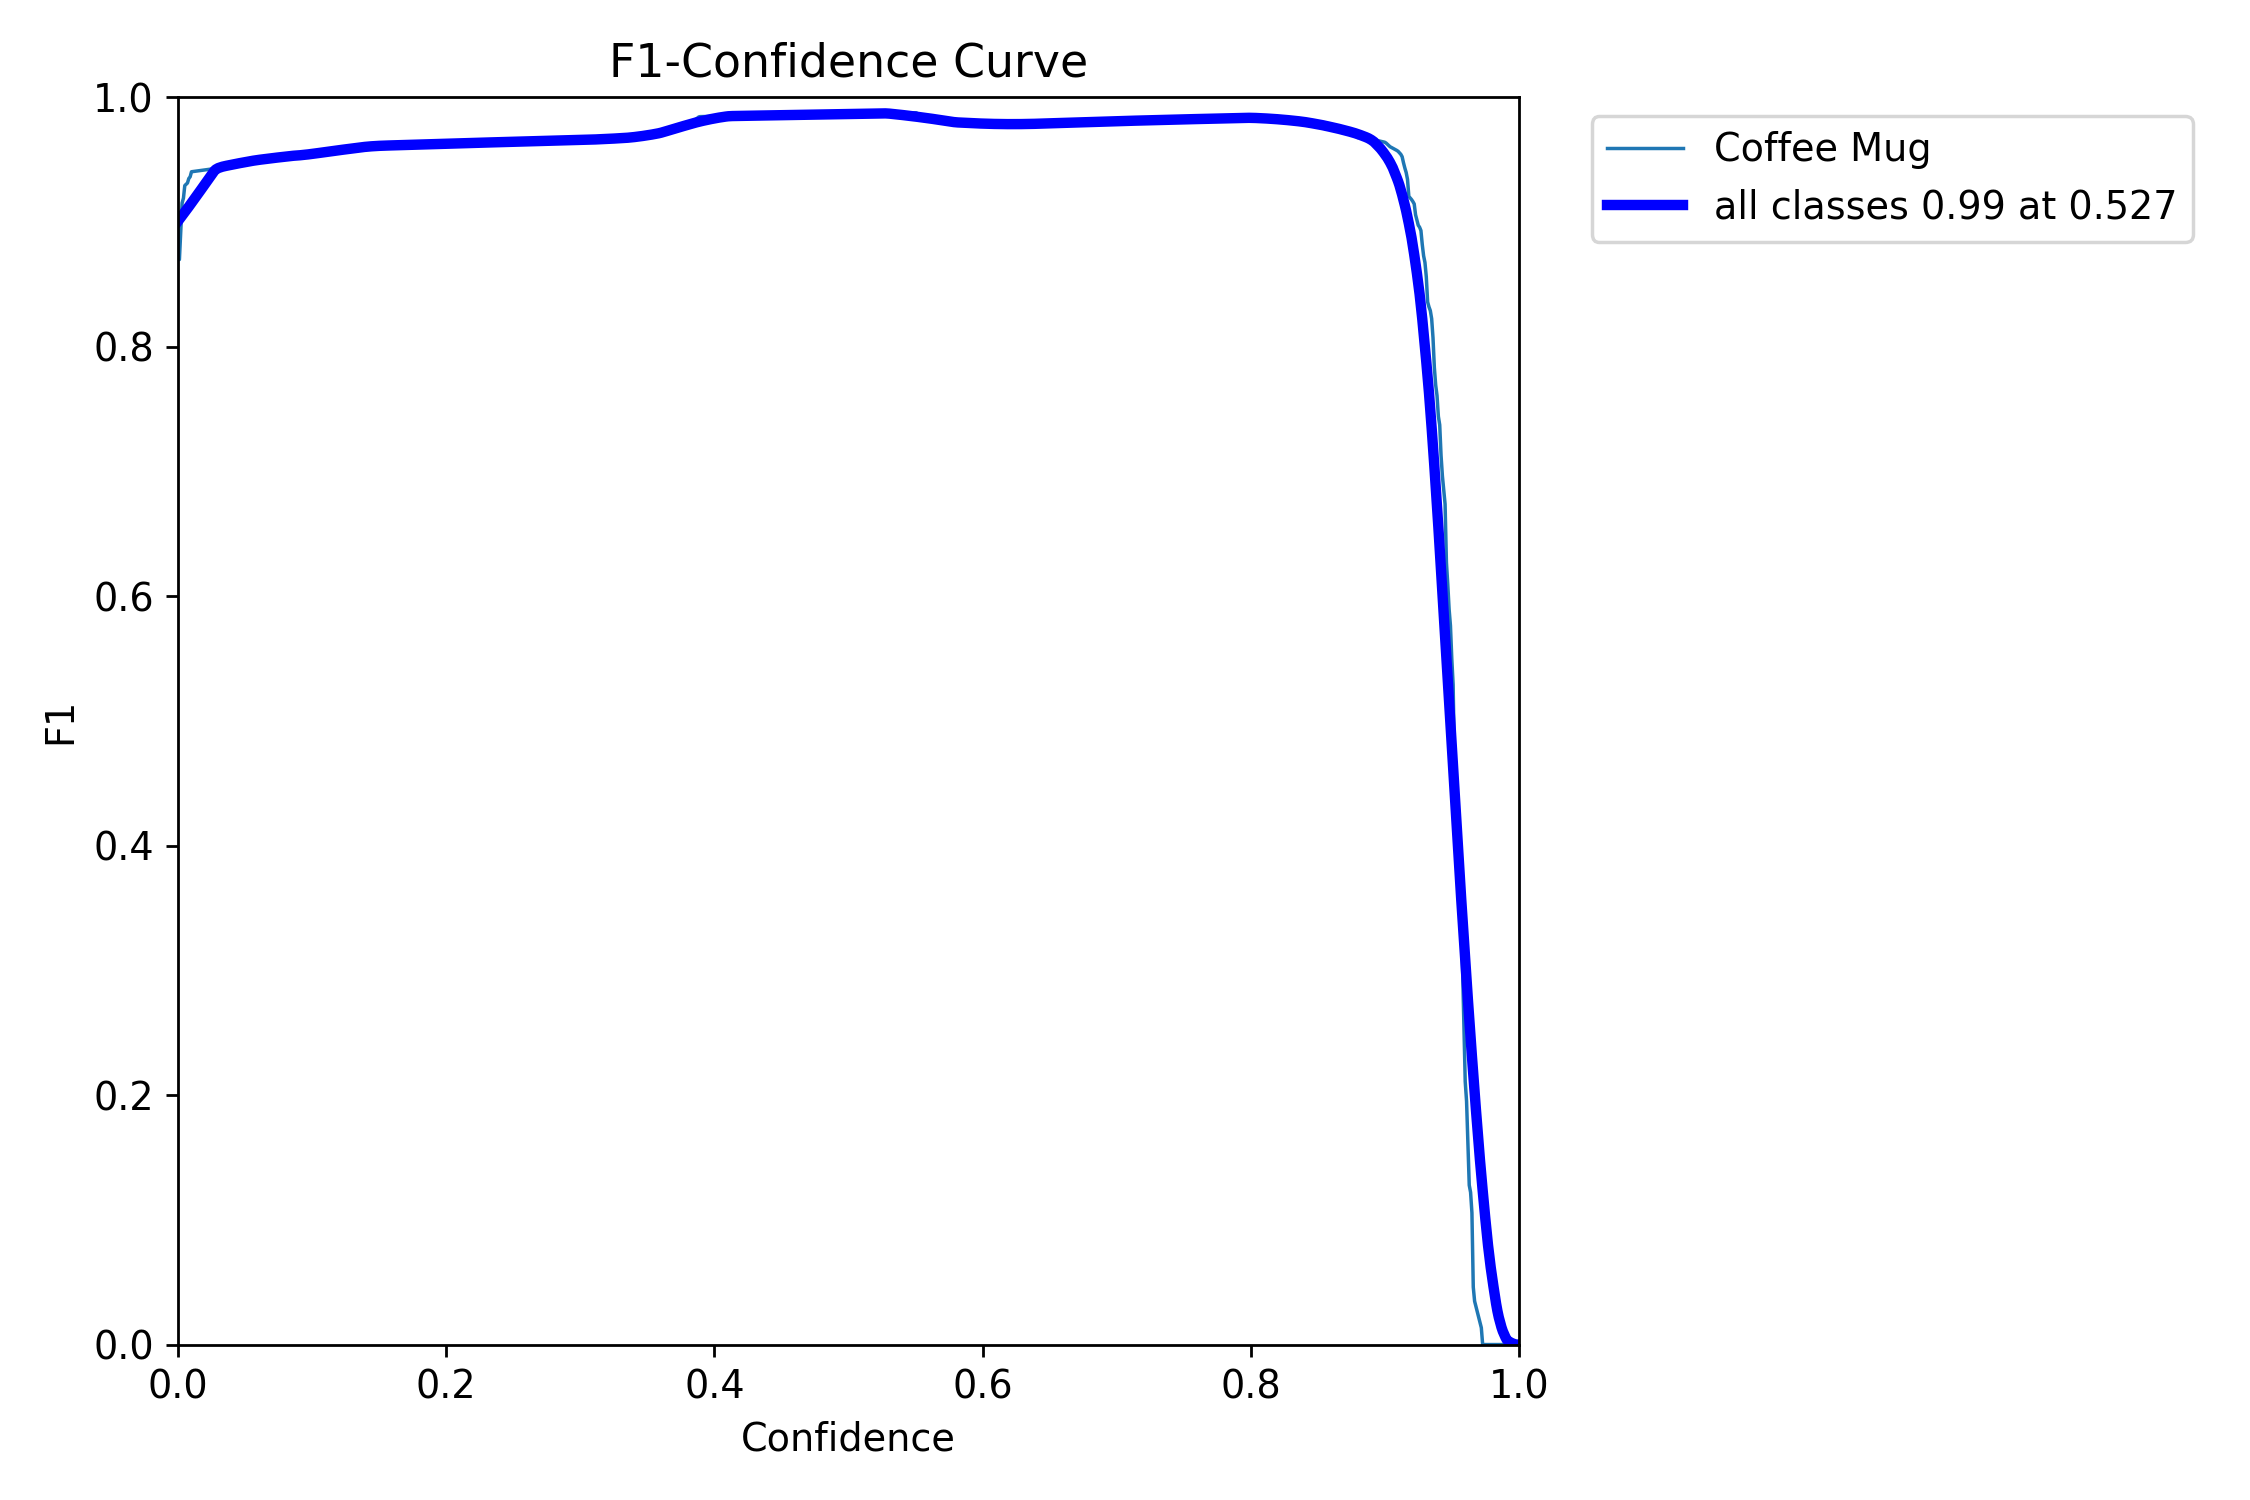 F1-Confidence Curve
1.0
0.8
0.6
0.4
0.2
0.0
F1
0.0 0.2 0.4 0.6 0.8 1.0
Confidence
Coffee Mug
all classes 0.99 at 0.527